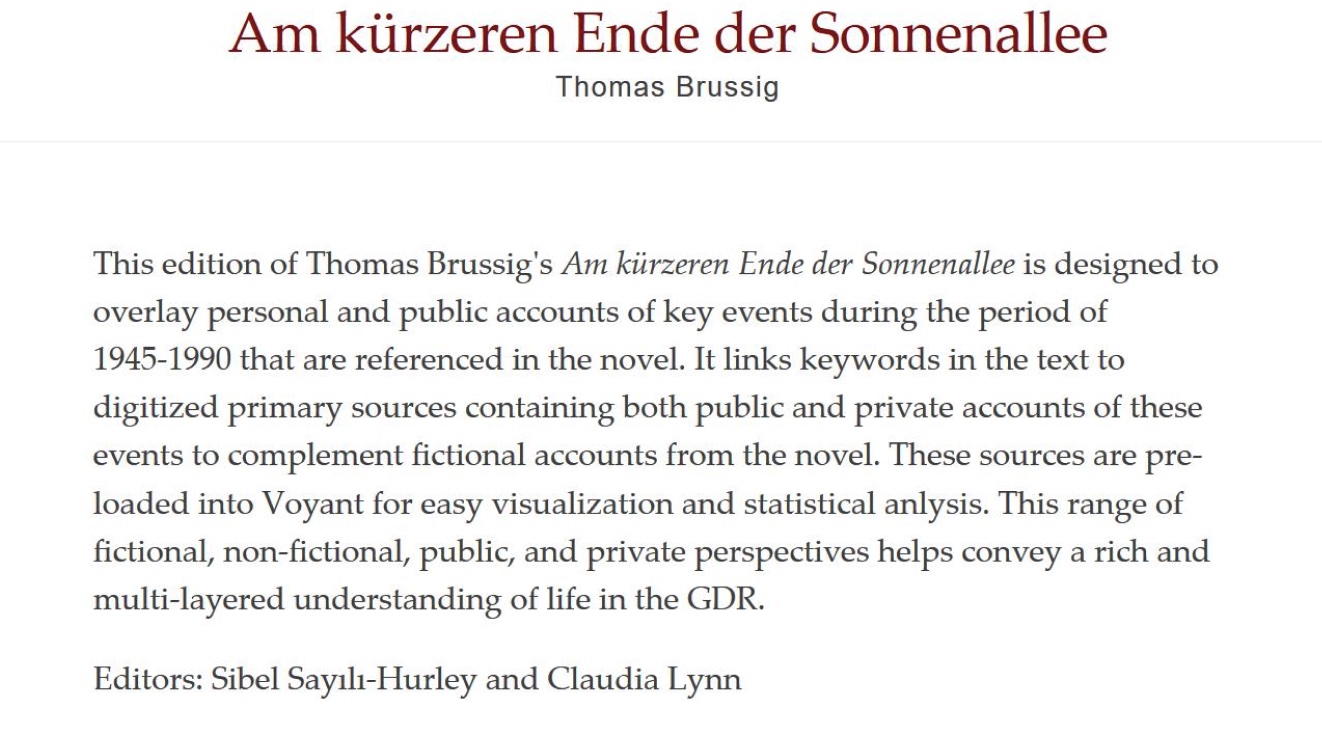 Am kürzeren Ende der Sonnenallee
Thomas Brussig
This edition of Thomas Brussig's Am kürzeren Ende der Sonnenallee is designed to
overlay personal and public accounts of key events during the period of
1945-1990 that are referenced in the novel. It links keywords in the text to
digitized primary sources containing both public and private accounts of these
events to complement fictional accounts from the novel. These sources are pre-
loaded into Voyant for easy visualization and statistical anlysis. This range of
fictional, non-fictional, public, and private perspectives helps convey a rich and
multi-layered understanding of life in the GDR.
Editors: Sibel Sayılı-Hurley and Claudia Lynn